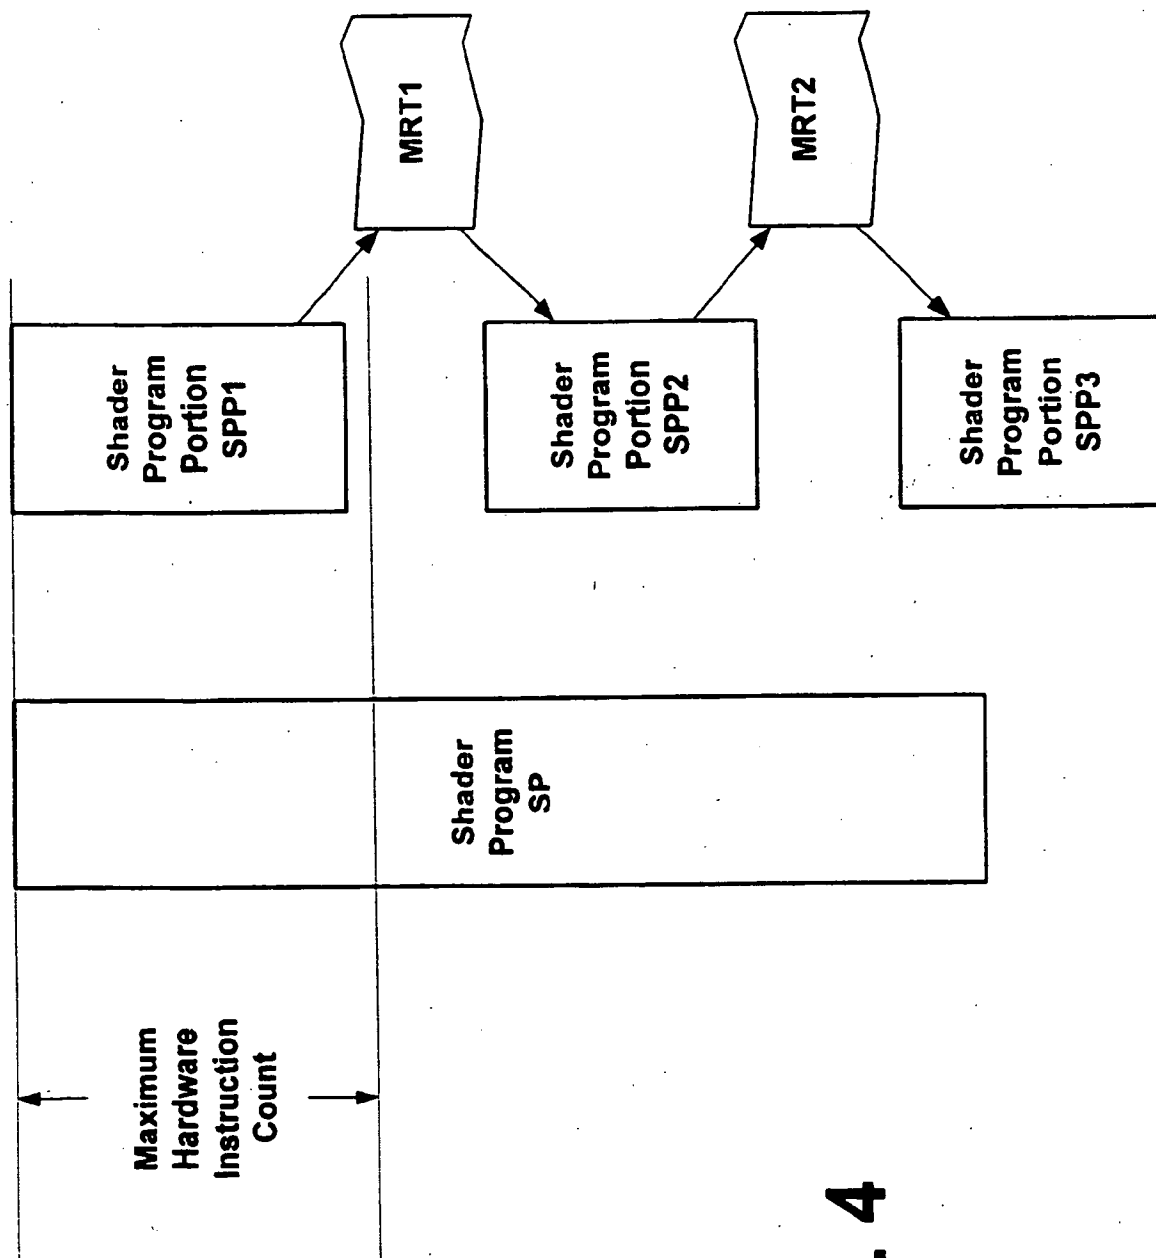 Maximum
Hardware
Instruction
Count
Shader
Program
SP
Shader
Program
Portion
SPP1
MRT1
Shader
Program
Portion
SPP2
MRT2
Shader
Program
Portion
SPP3
4